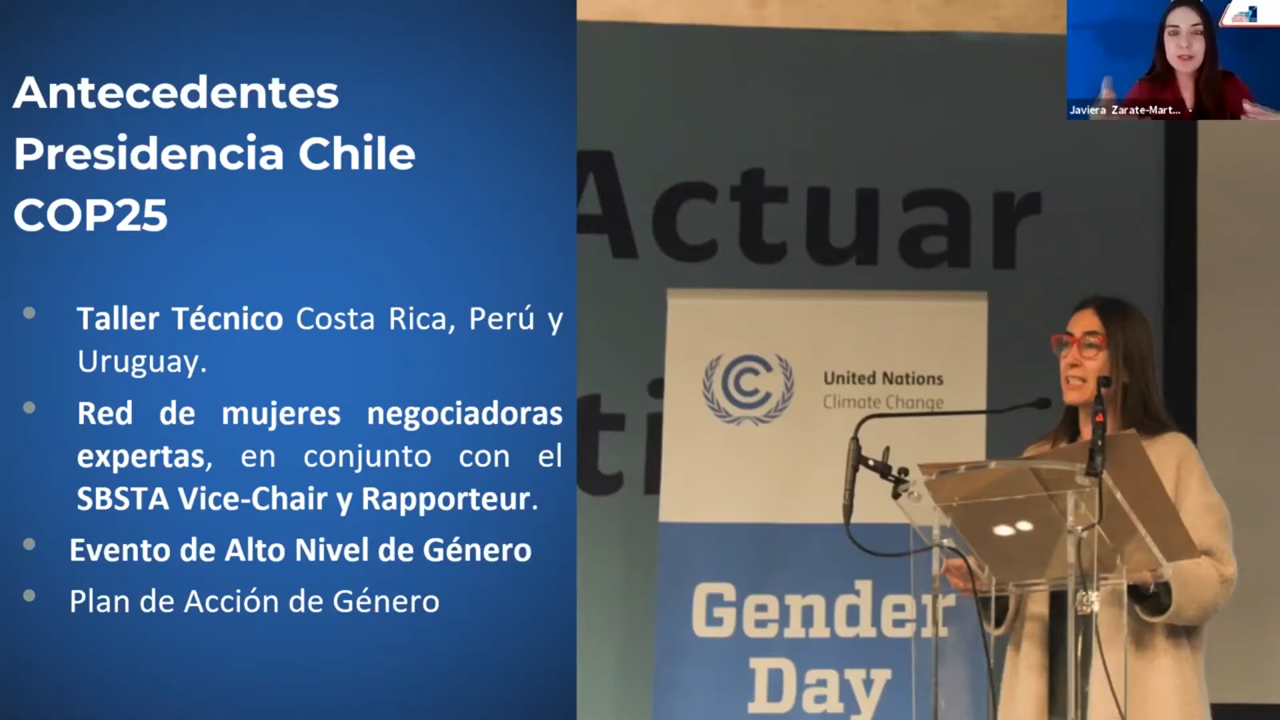 Antecedentes
Presidencia Chile
COP25
• Taller Técnico Costa Rica, Perú y
Uruguay.
• Red de mujeres negociadoras
expertas, en conjunto con el
SBSTA Vice-Chair y Rapporteur.
• Evento de Alto Nivel de Género
• Plan de Acción de Género
Actuar
United Nations
Climate Change
Gender
Day
Javiera Zarate-Mart...